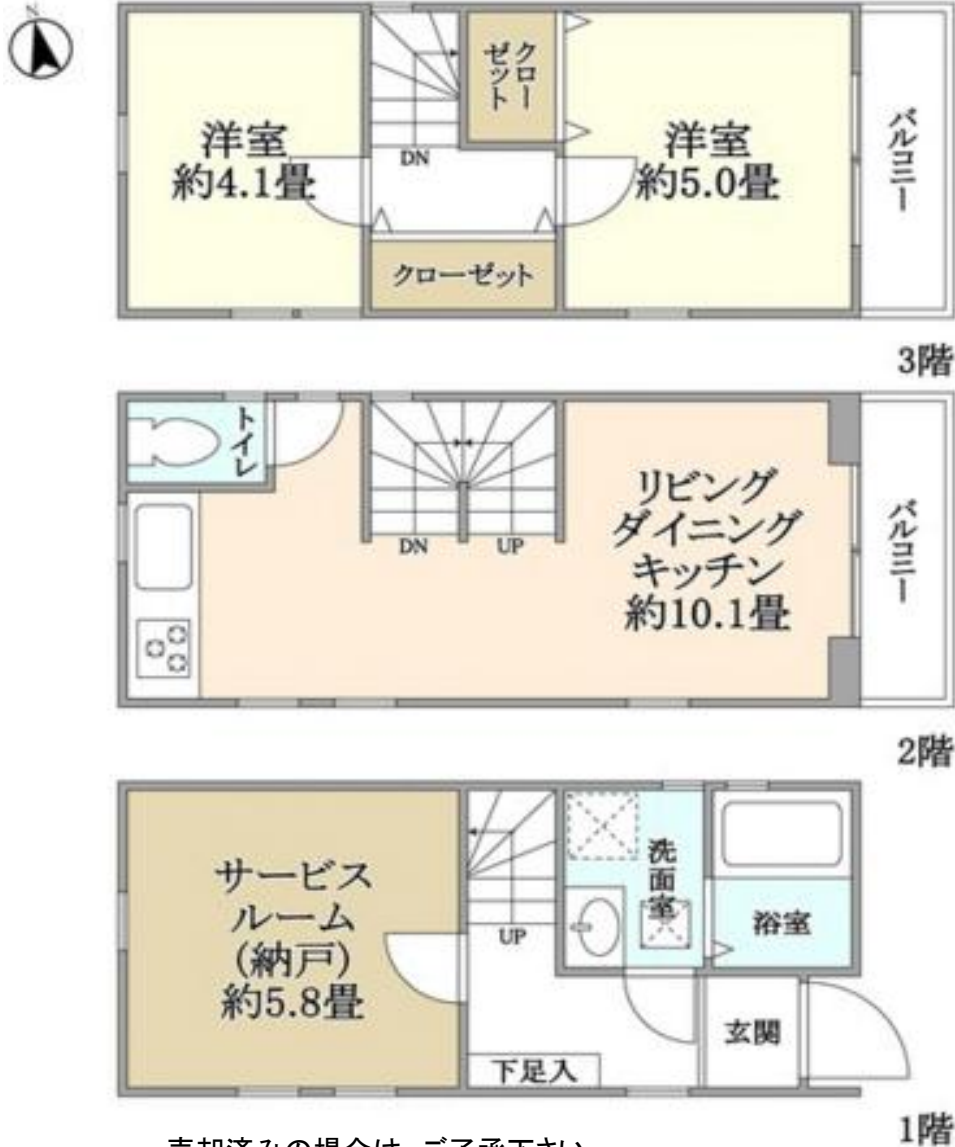 N
洋室
約4.1畳
DN
クロー
ゼット
洋室
約5.0畳
バルコニー
クローゼット
3階
トイレ
DN
UP
リビング
ダイニング
キッチン
約10.1畳
バルコニー
2階
サービス
ルーム
(納戸)
約5.8畳
UP
洗面室
浴室
玄関
下足入
1階